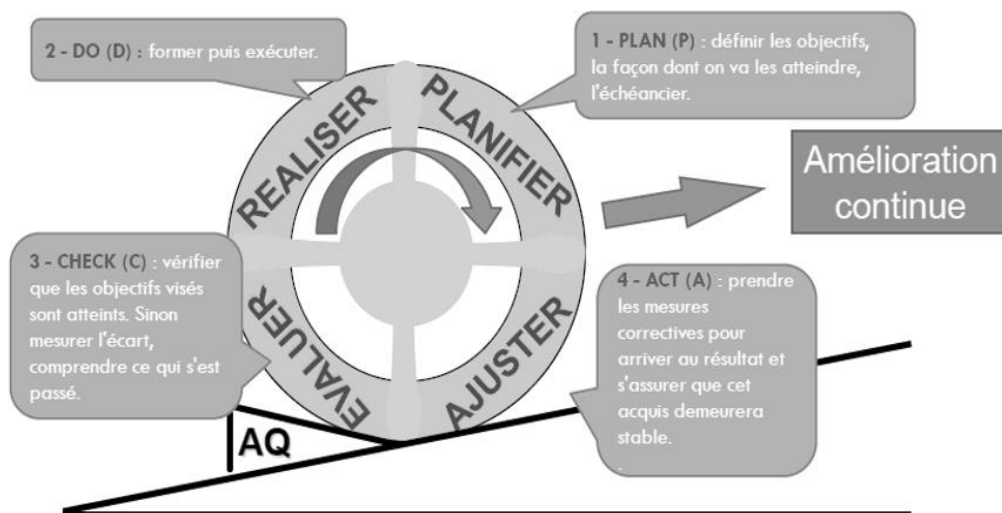 2 - DO (D) : former puis exécuter.
1 - PLAN (P) : définir les objectifs,
la façon dont on va les atteindre,
l'échéancier.
REALISER
PLANIFIER
Amélioration
continue
3 - CHECK (C) : vérifier
que les objectifs visés
sont atteints. Sinon
mesurer l'écart,
comprendre ce qui s'est
passé.
4 - ACT (A) : prendre
les mesures
correctives pour
arriver au résultat et
s'assurer que cet
acquis demeurera
stable.
.
EVALUER
AJUSTER
AQ